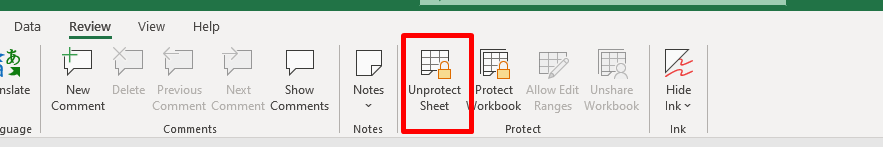 Data Review View Help
あ
nslate
New Comment
Delete
Previous Comment
Next Comment
Show Comments
Notes
Unprotect Sheet
Protect Workbook
Allow Edit Ranges
Unshare Workbook
Hide Ink
guage
Comments
Notes
Protect
Ink